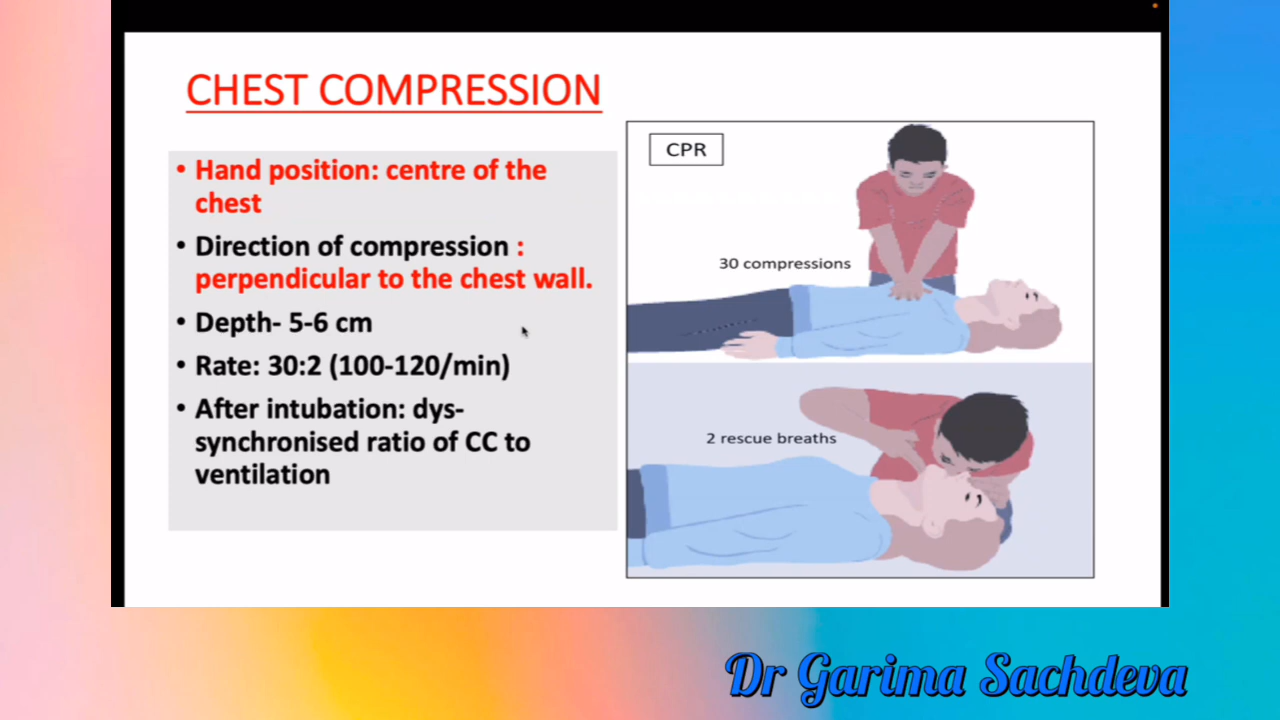 CHEST COMPRESSION
• Hand position: centre of the
chest
• Direction of compression :
perpendicular to the chest wall.
• Depth- 5-6 cm
• Rate: 30:2 (100-120/min)
• After intubation: dys-
synchronised ratio of CC to
ventilation
CPR
30 compressions
2 rescue breaths
Dr Garima Sachdeva